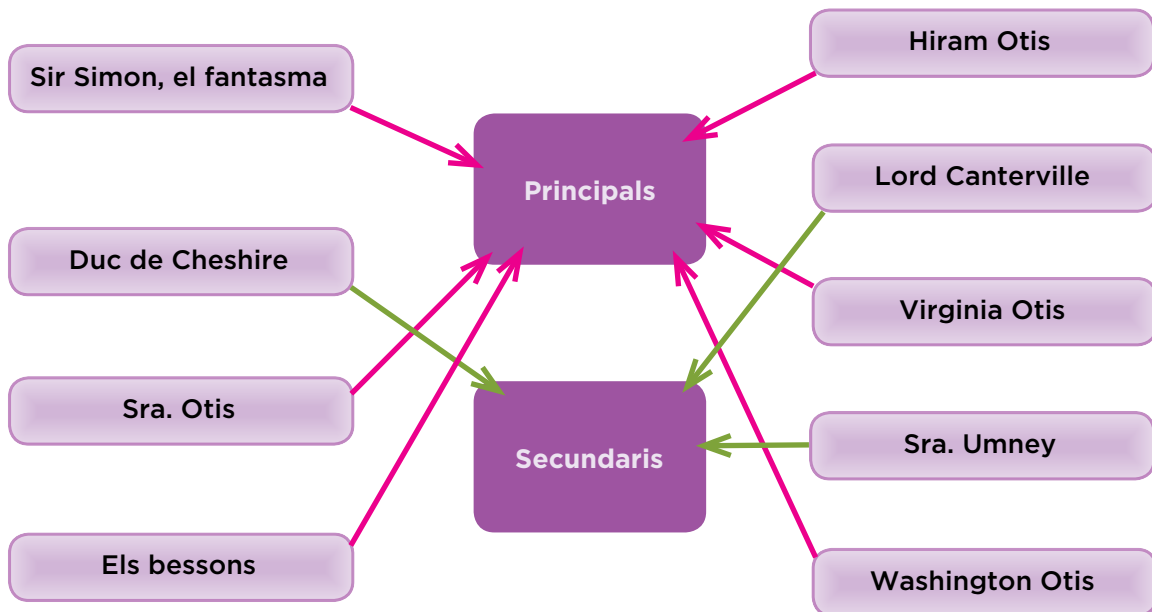 Sir Simon, el fantasma
Duc de Cheshire
Sra. Otis
Els bessons
Principals
Secundaris
Hiram Otis
Lord Canterville
Virginia Otis
Sra. Umney
Washington Otis